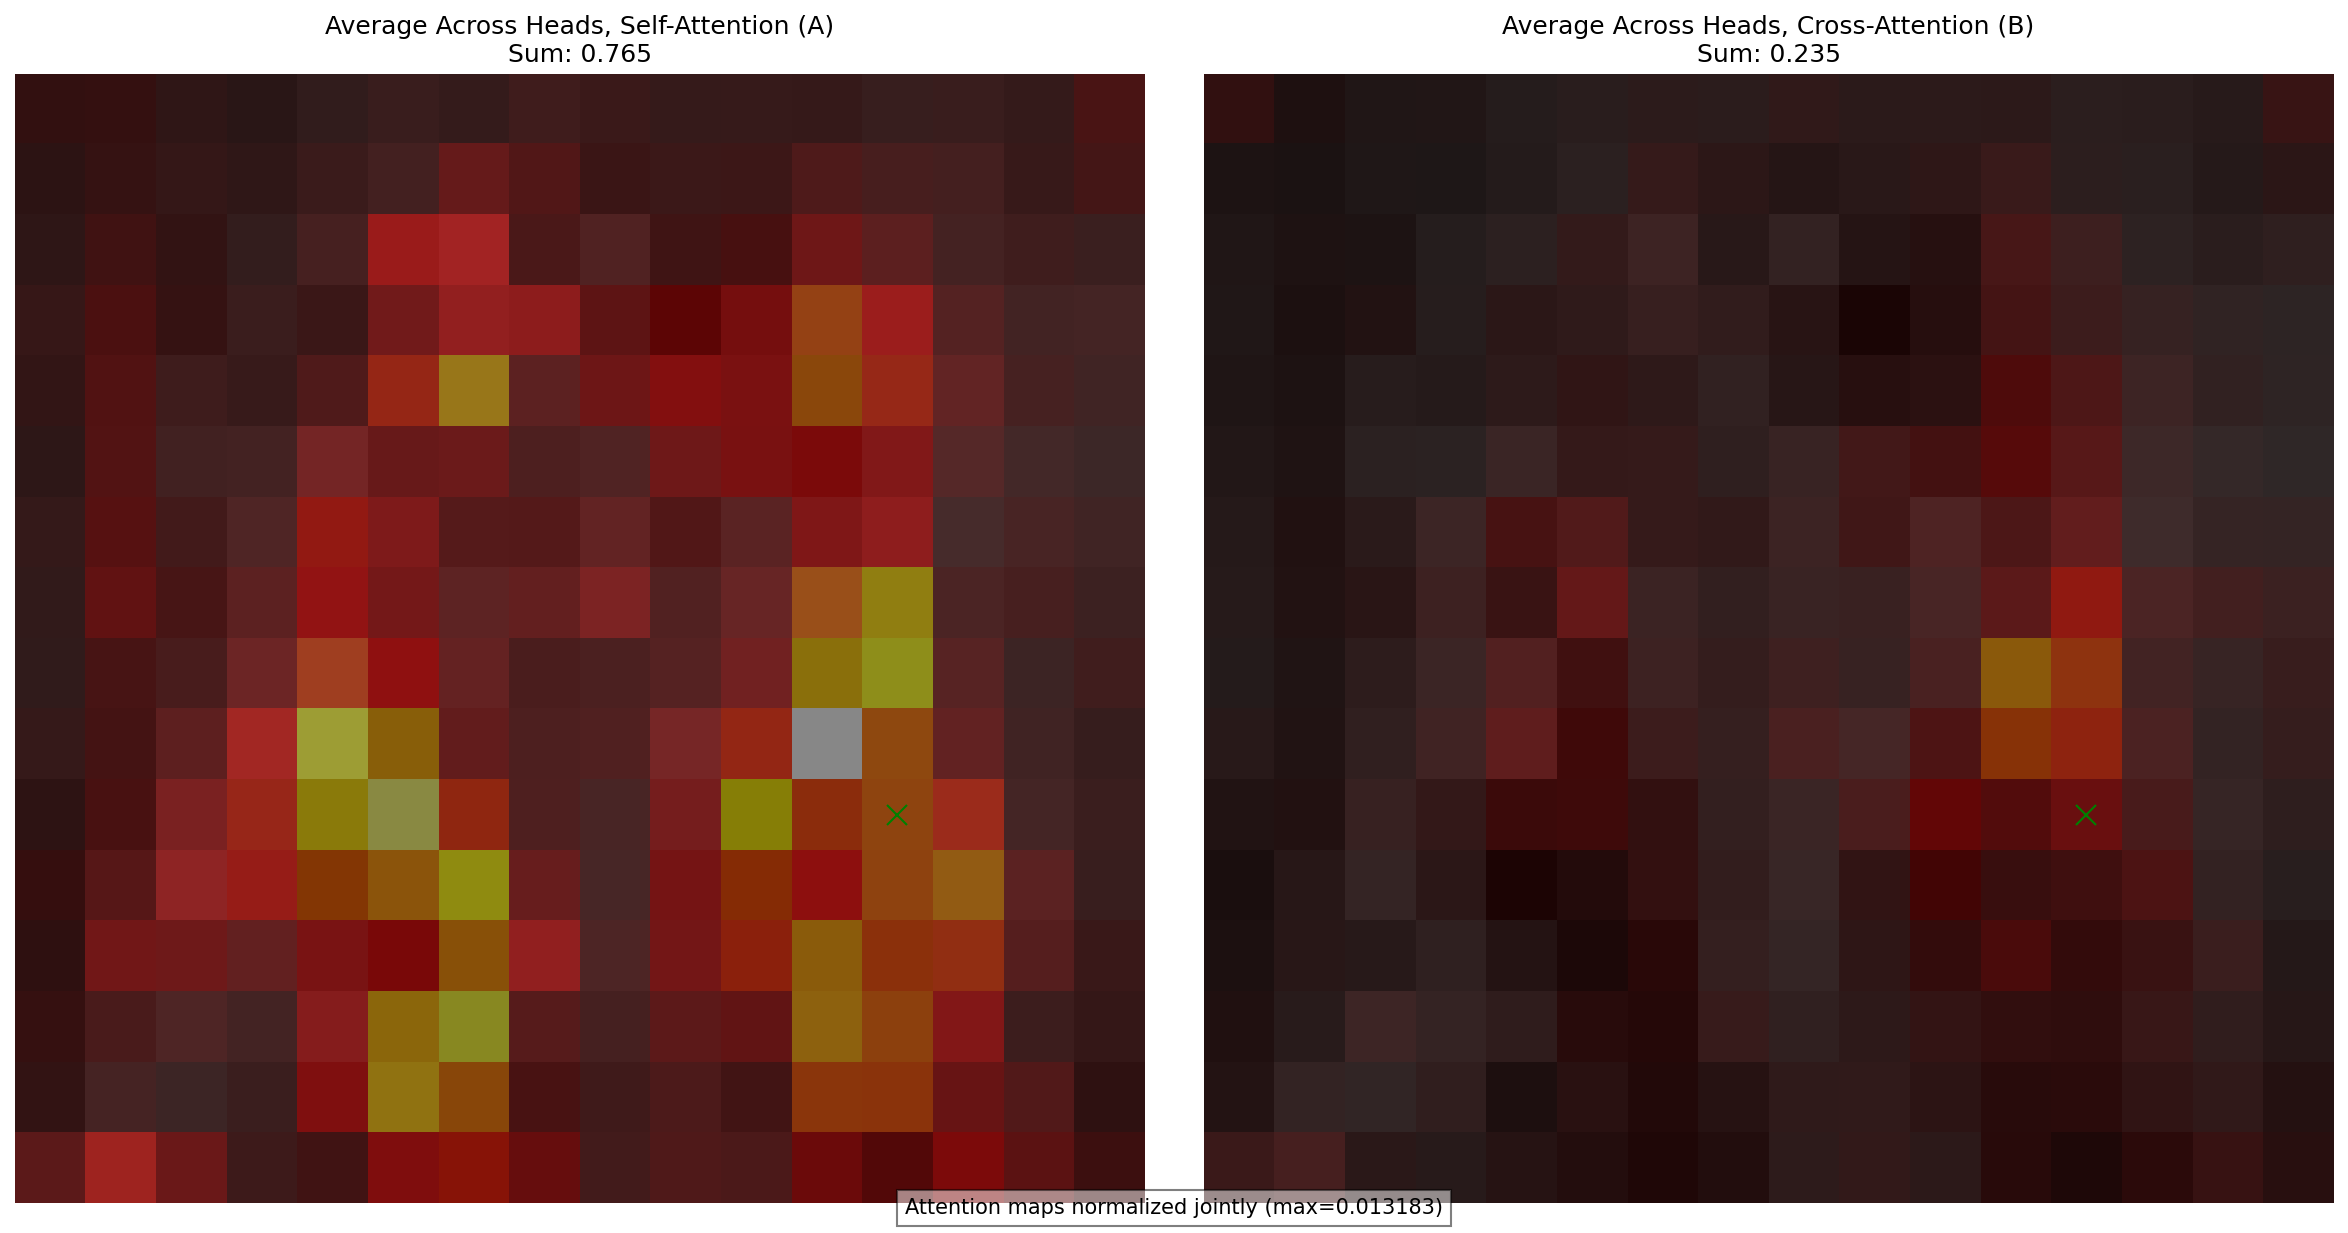 Average Across Heads, Self-Attention (A)
Sum: 0.765
Average Across Heads, Cross-Attention (B)
Sum: 0.235
Attention maps normalized jointly (max=0.013183)